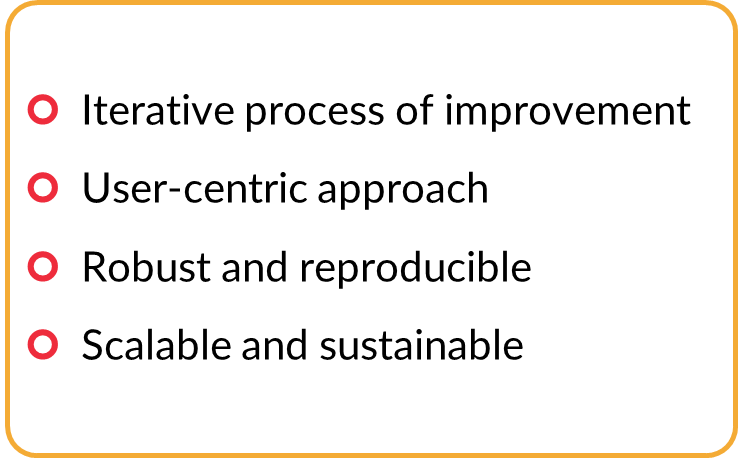 Iterative process of improvement
User-centric approach
Robust and reproducible
Scalable and sustainable